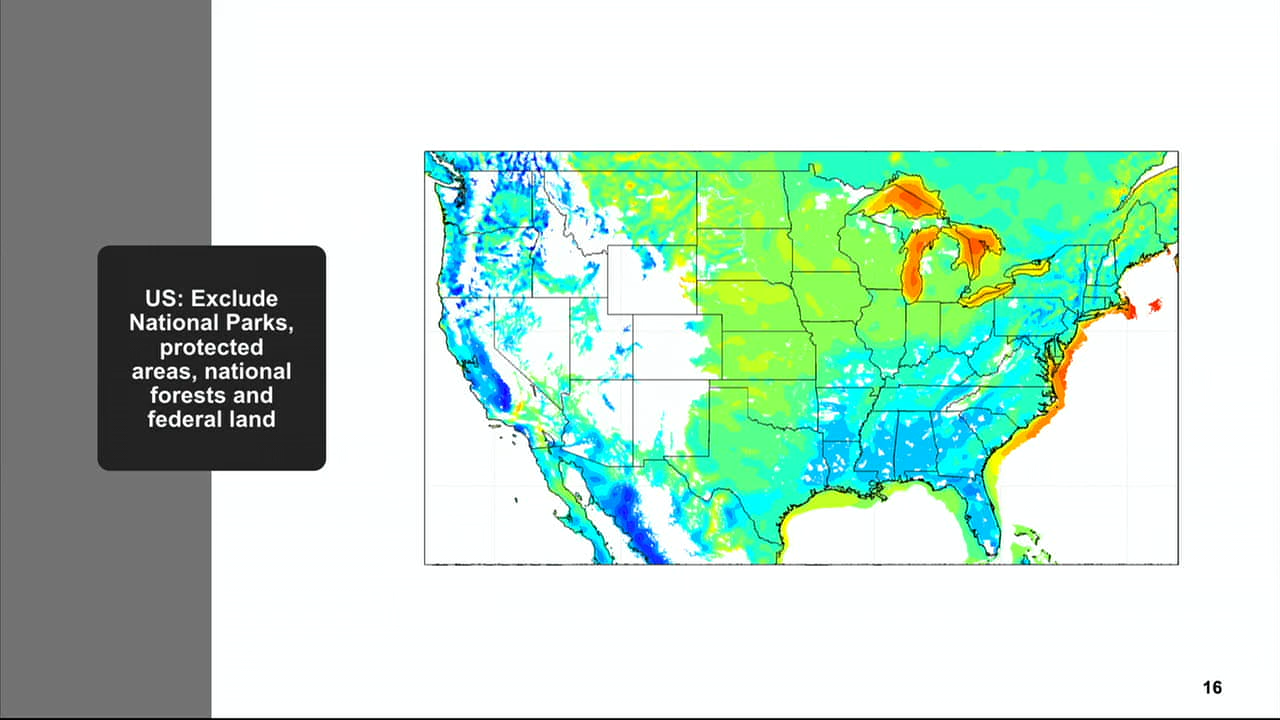 US: Exclude
National Parks,
protected
areas, national
forests and
federal land
16